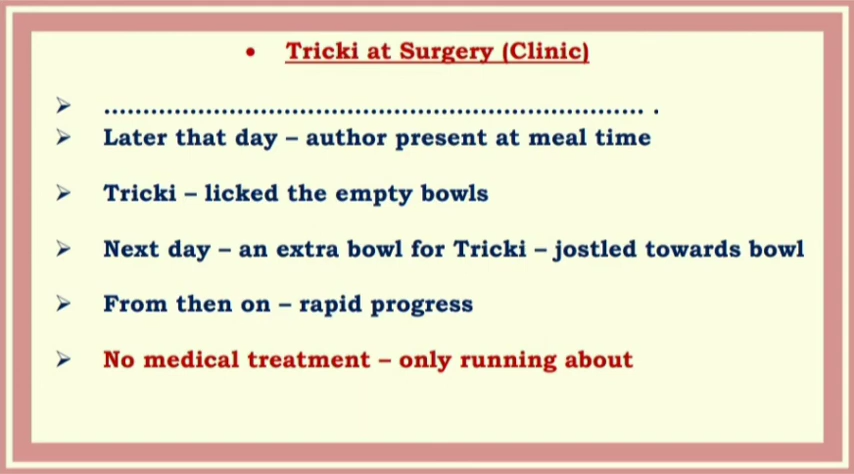 • Tricki at Surgery (Clinic)
➢ ..................................................................... .
➢ Later that day – author present at meal time
➢ Tricki – licked the empty bowls
➢ Next day – an extra bowl for Tricki – jostled towards bowl
➢ From then on – rapid progress
➢ No medical treatment – only running about